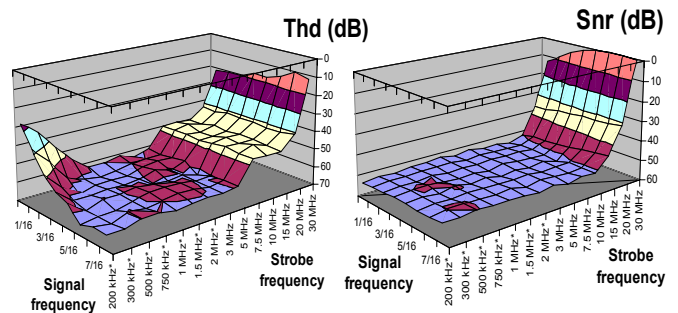 Thd (dB)
0
10
20
30
40
50
60
70
1/16
3/16
5/16
7/16
Signal
frequency
200 kHz*
300 kHz*
500 kHz*
750 kHz*
1 MHz*
1.5 MHz*
2 MHz*
3 MHz
5 MHz
7.5 MHz
10 MHz
15 MHz
20 MHz
30 MHz
Strobe
frequency
Snr (dB)
0
10
20
30
40
50
60
1/16
3/16
5/16
7/16
Signal
frequency
200 kHz*
300 kHz*
500 kHz*
750 kHz*
1 MHz*
1.5 MHz*
2 MHz*
3 MHz
5 MHz
7.5 MHz
10 MHz
15 MHz
20 MHz
30 MHz
Strobe
frequency